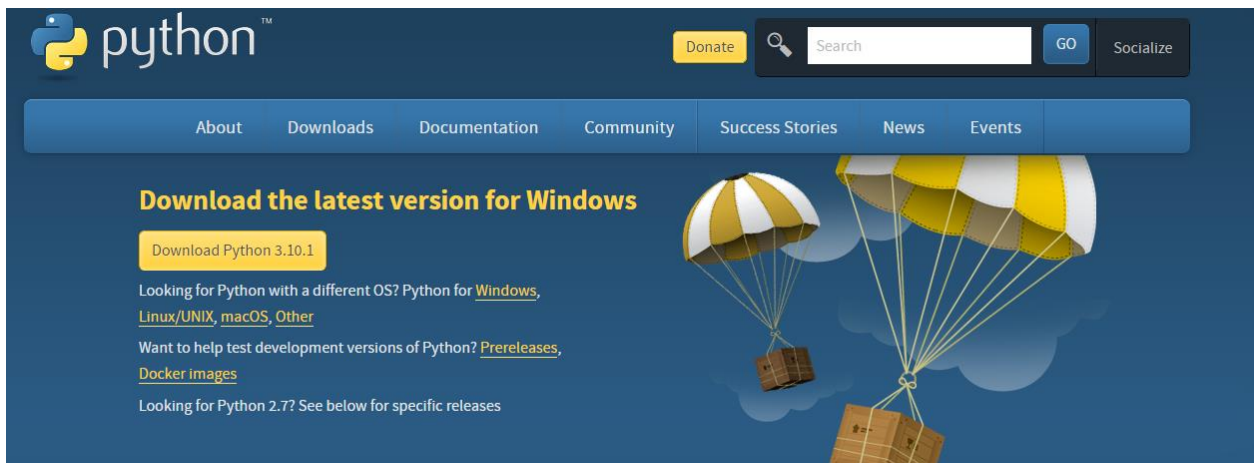 python™
Donate
Search
GO
Socialize
About Downloads Documentation Community Success Stories News Events
Download the latest version for Windows
Download Python 3.10.1
Looking for Python with a different OS? Python for Windows,
Linux/UNIX, macOS, Other
Want to help test development versions of Python? Prereleases,
Docker images
Looking for Python 2.7? See below for specific releases